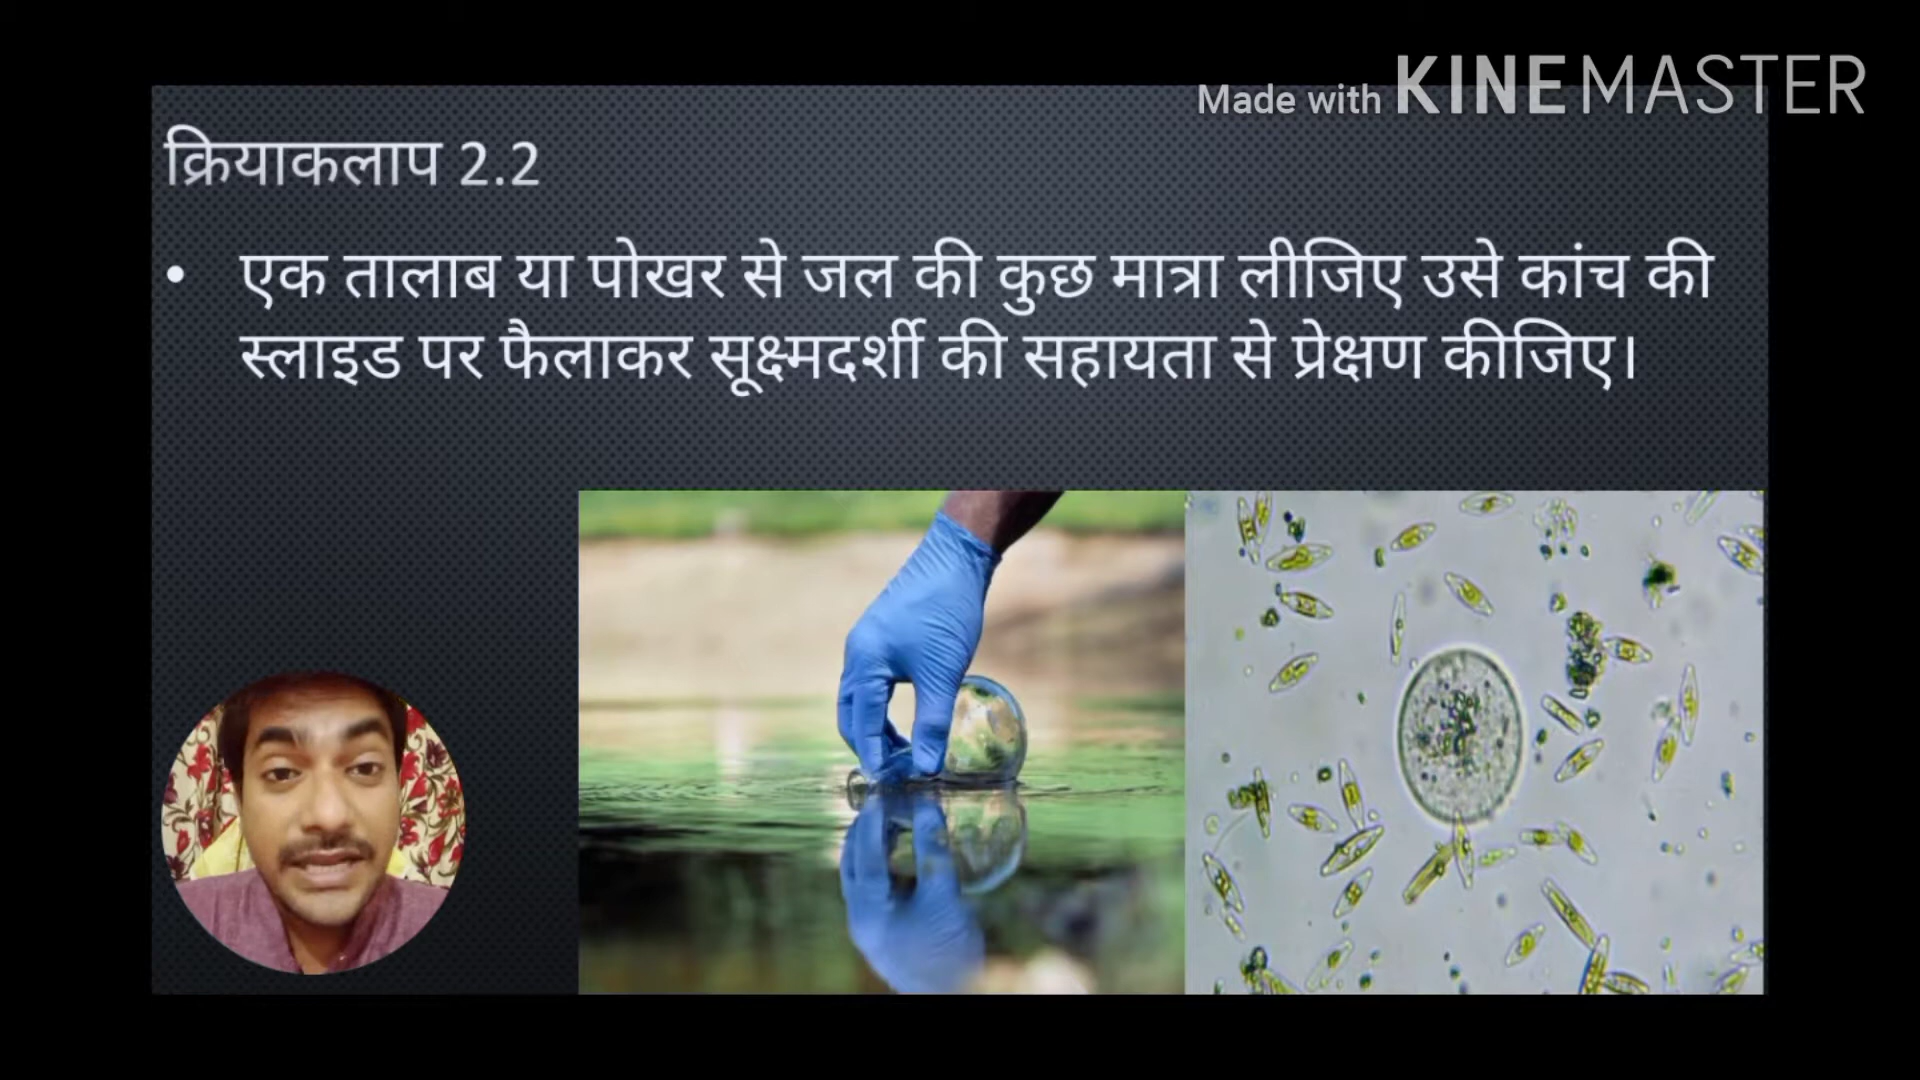 Made with KINEMASTER
क्रियाकलाप 2.2
• एक तालाब या पोखर से जल की कुछ मात्रा लीजिए उसे कांच की
स्लाइड पर फैलाकर सूक्ष्मदर्शी की सहायता से प्रेक्षण कीजिए।